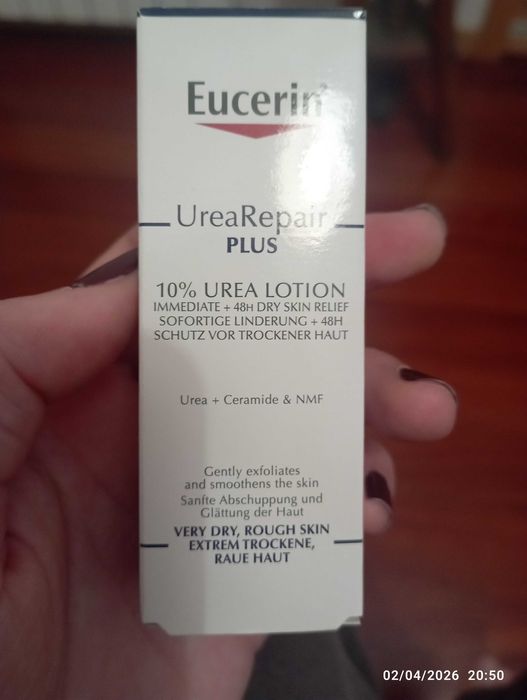 Eucerin
UreaRepair
PLUS
10% UREA LOTION
IMMEDIATE + 48H DRY SKIN RELIEF
SOFORTIGE LINDERUNG + 48H
SCHUTZ VOR TROCKENER HAUT
Urea + Ceramide & NMF
Gently exfoliates
and smoothens the skin
Sanfte Abschuppung und
Glättung der Haut
VERY DRY, ROUGH SKIN
EXTREM TROCKENE,
RAUE HAUT
02/04/2026 20:50